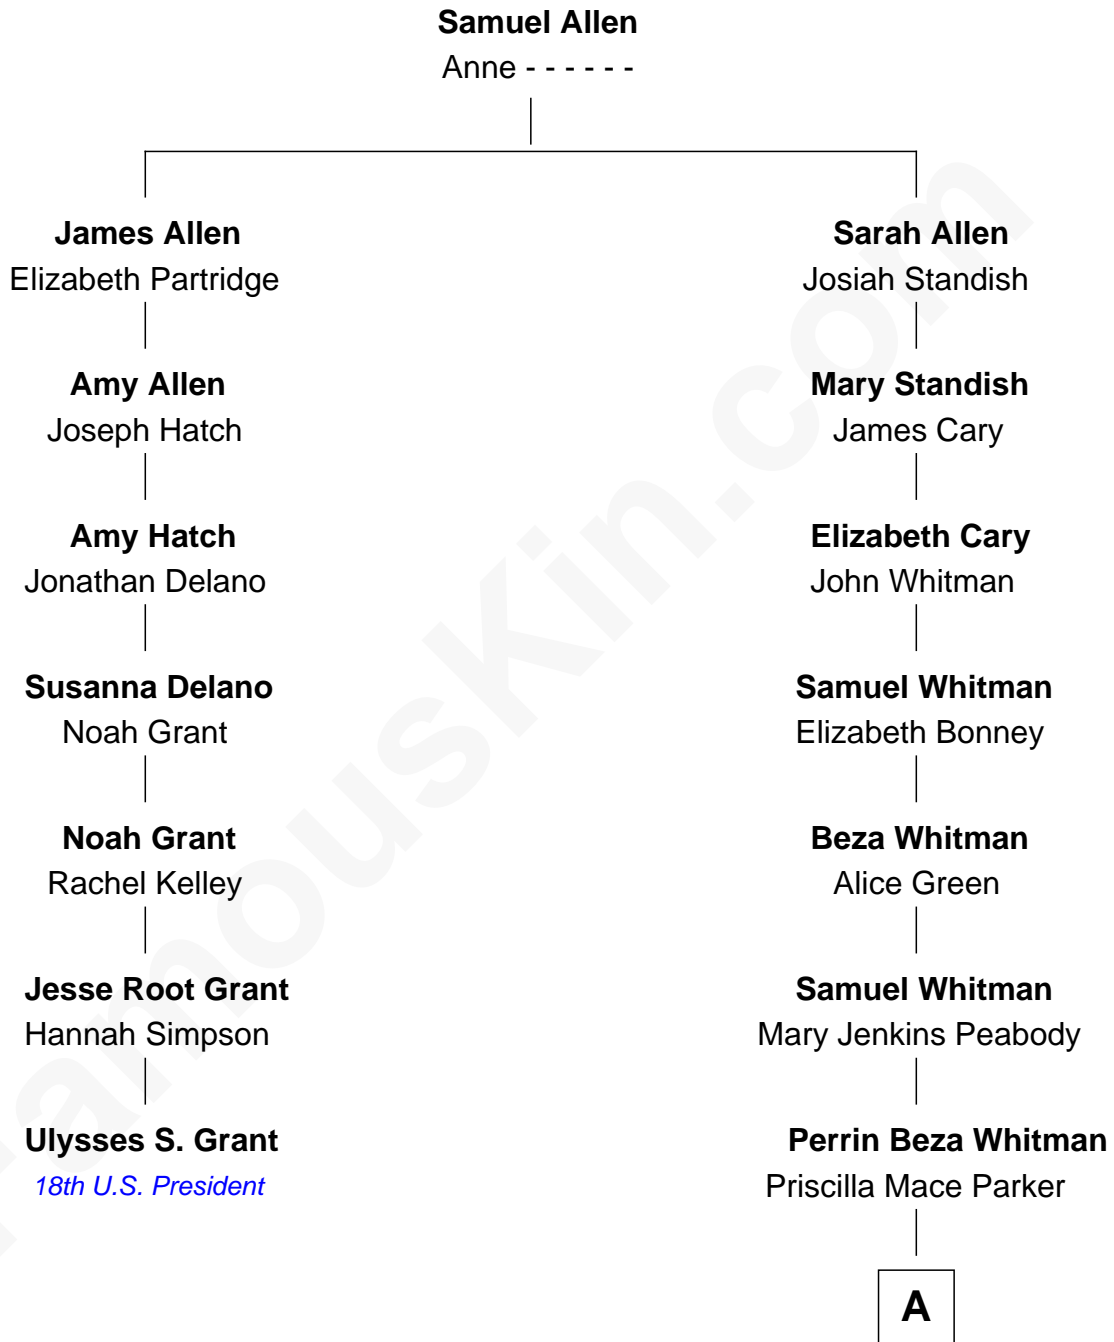 Samuel Allen
Anne - - - - - -
James Allen
Elizabeth Partridge
Sarah Allen
Josiah Standish
Amy Allen
Joseph Hatch
Mary Standish
James Cary
Amy Hatch
Jonathan Delano
Elizabeth Cary
John Whitman
Susanna Delano
Noah Grant
Samuel Whitman
Elizabeth Bonney
Noah Grant
Rachel Kelley
Beza Whitman
Alice Green
Jesse Root Grant
Hannah Simpson
Samuel Whitman
Mary Jenkins Peabody
Ulysses S. Grant
18th U.S. President
Perrin Beza Whitman
Priscilla Mace Parker
A
FamousKin.com